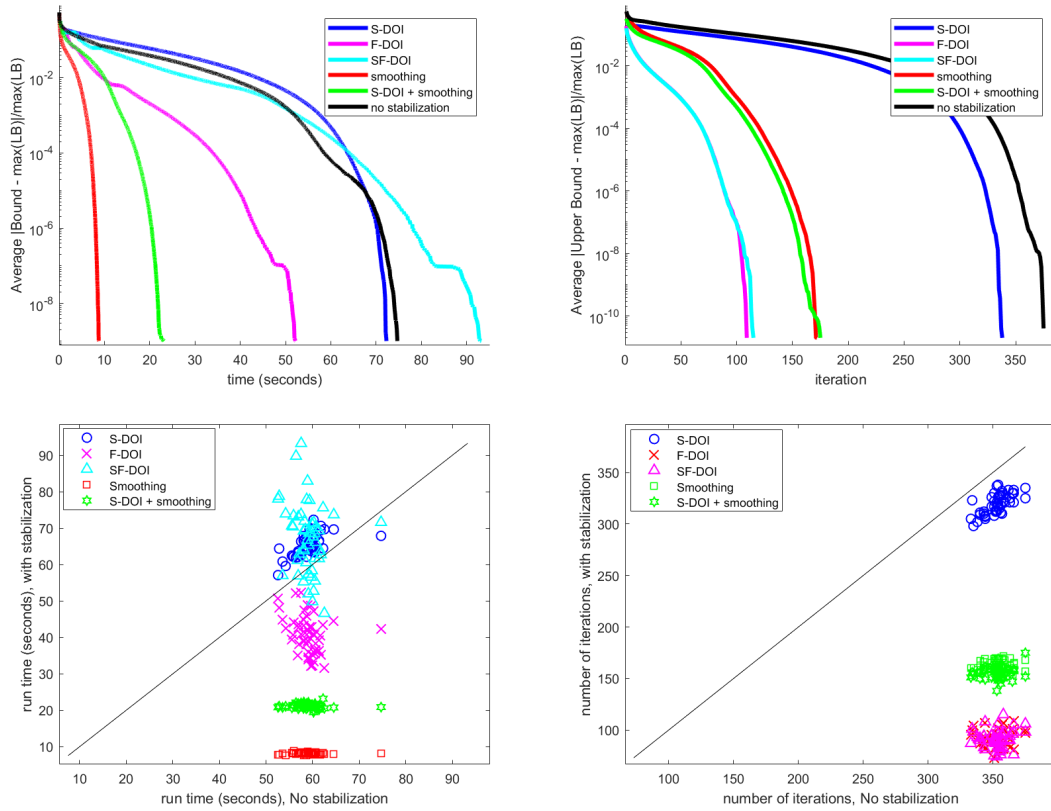 Average |Bound - max(LB)|/max(LB)
10^-2
10^-4
10^-6
10^-8
0 10 20 30 40 50 60 70 80 90
time (seconds)
S-DOI
F-DOI
SF-DOI
smoothing
S-DOI + smoothing
no stabilization
Average |Upper Bound - max(LB)|/max(LB)
10^-2
10^-4
10^-6
10^-8
10^-10
0 50 100 150 200 250 300 350
iteration
S-DOI
F-DOI
SF-DOI
smoothing
S-DOI + smoothing
no stabilization
run time (seconds), with stabilization
90
80
70
60
50
40
30
20
10
10 20 30 40 50 60 70 80 90
run time (seconds), No stabilization
S-DOI
F-DOI
SF-DOI
Smoothing
S-DOI + smoothing
number of iterations, with stabilization
350
300
250
200
150
100
100 150 200 250 300 350
number of iterations, No stabilization
S-DOI
F-DOI
SF-DOI
Smoothing
S-DOI + smoothing